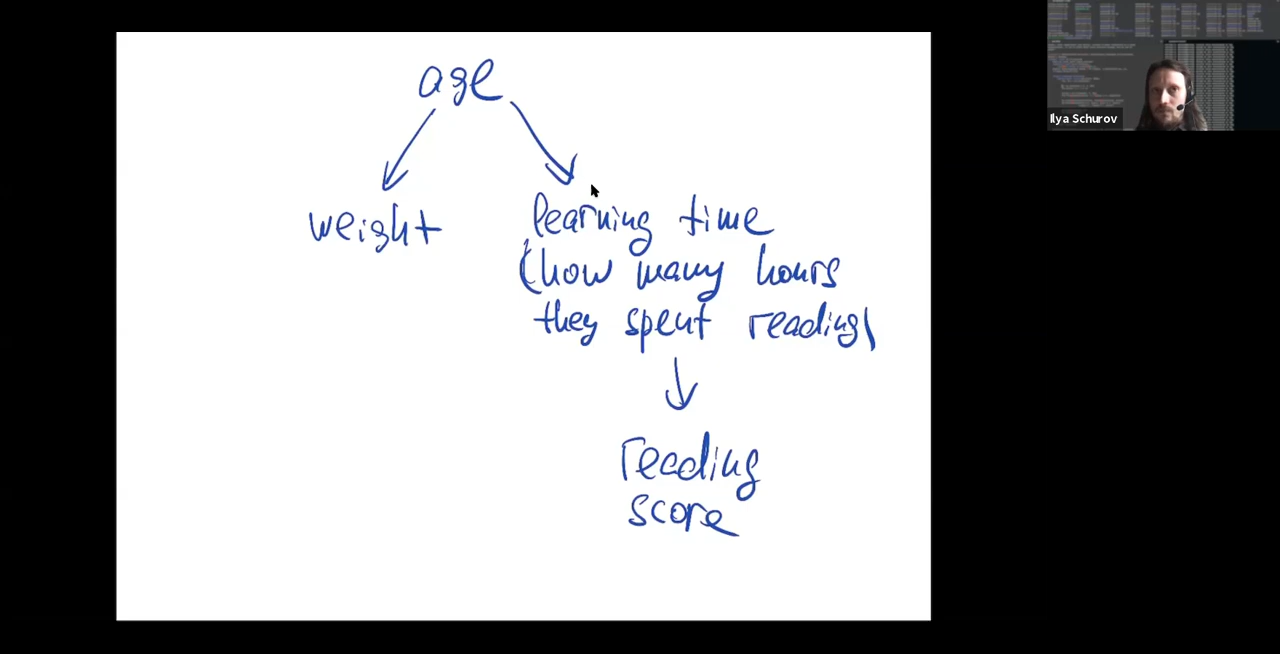 age
weight
learning time
(how many hours
they spent reading)
reading
score
Ilya Schurov